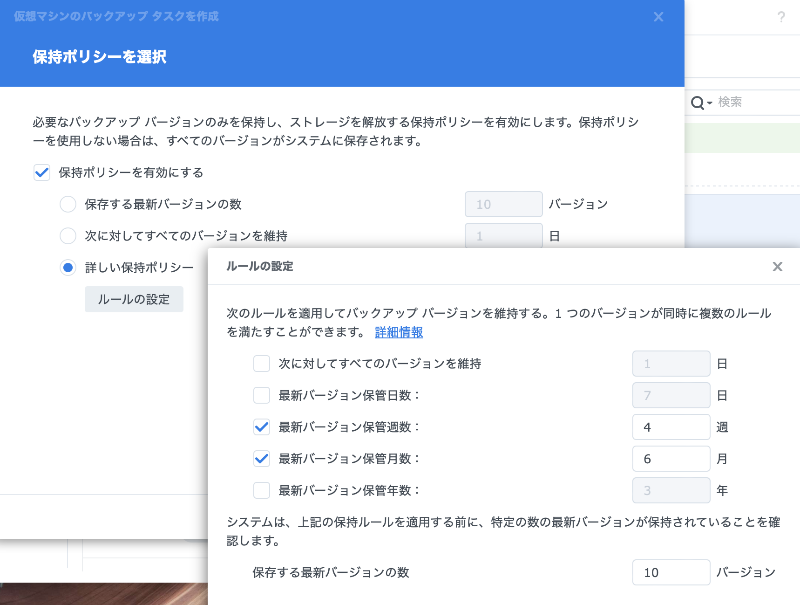 仮想マシンのバックアップ タスクを作成
保持ポリシーを選択
必要なバックアップ バージョンのみを保持し、ストレージを解放する保持ポリシーを有効にします。保持ポリシ
ーを使用しない場合は、すべてのバージョンがシステムに保存されます。
検索
保持ポリシーを有効にする
保存する最新バージョンの数 10 バージョン
次に対してすべてのバージョンを維持 1 日
詳しい保持ポリシー
ルールの設定
ルールの設定
次のルールを適用してバックアップ バージョンを維持する。1 つのバージョンが同時に複数のルール
を満たすことができます。 詳細情報
次に対してすべてのバージョンを維持 1 日
最新バージョン保管日数： 7 日
最新バージョン保管週数： 4 週
最新バージョン保管月数： 6 月
最新バージョン保管年数： 3 年
システムは、上記の保持ルールを適用する前に、特定の数の最新バージョンが保持されていることを確
認します。
保存する最新バージョンの数 10 バージョン